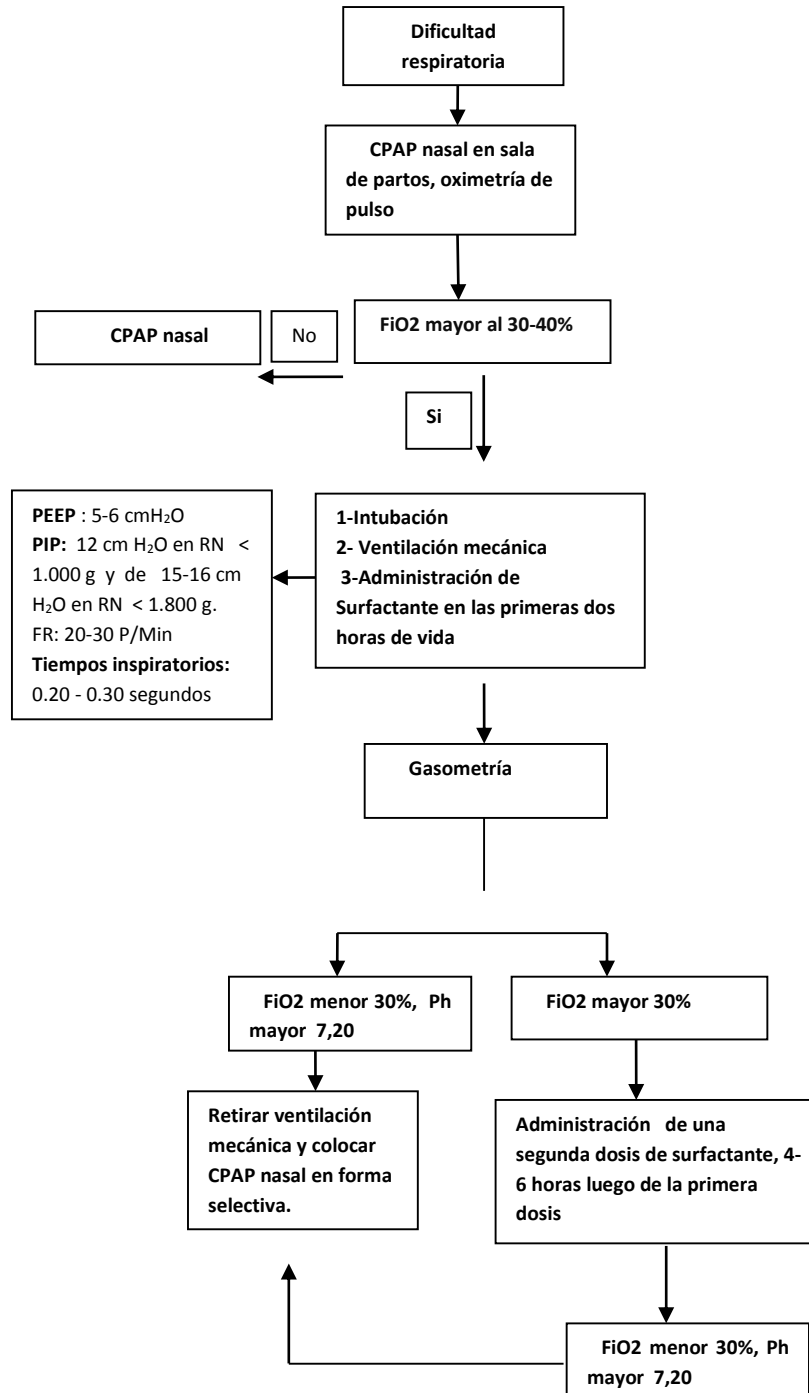 Dificultad
respiratoria
CPAP nasal en sala
de partos, oximetría de
pulso
FiO2 mayor al 30-40%
No
CPAP nasal
Si
1-Intubación
2- Ventilación mecánica
3-Administración de
Surfactante en las primeras dos
horas de vida
PEEP : 5-6 cmH₂O
PIP: 12 cm H₂O en RN <
1.000 g y de 15-16 cm
H₂O en RN < 1.800 g.
FR: 20-30 P/Min
Tiempos inspiratorios:
0.20 - 0.30 segundos
Gasometría
FiO2 menor 30%, Ph
mayor 7,20
FiO2 mayor 30%
Retirar ventilación
mecánica y colocar
CPAP nasal en forma
selectiva.
Administración de una
segunda dosis de surfactante, 4-
6 horas luego de la primera
dosis
FiO2 menor 30%, Ph
mayor 7,20